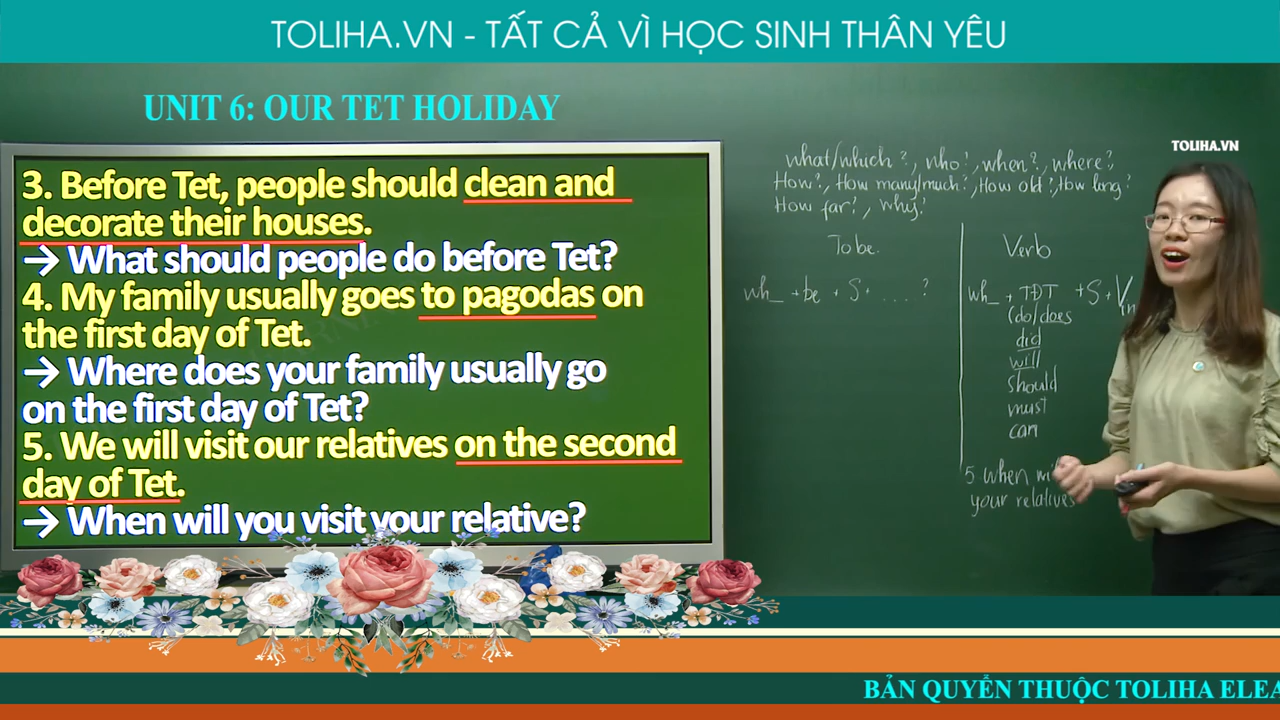 TOLIHA.VN - TẤT CẢ VÌ HỌC SINH THÂN YÊU
UNIT 6: OUR TET HOLIDAY
TOLIHA.VN
3. Before Tet, people should clean and
decorate their houses.
→ What should people do before Tet?
4. My family usually goes to pagodas on
the first day of Tet.
→ Where does your family usually go
on the first day of Tet?
5. We will visit our relatives on the second
day of Tet.
→ When will you visit your relative?
what/which?, who?, when?, where?,
How?, How many/much?, How old?, How long?
How far?, why?
To be.
wh_ + be + S + ....?
Verb
wh_ + TĐT + S + V
(do) does
did
will
should
must
can
5 when
your relatives
BẢN QUYỀN THUỘC TOLIHA ELEA